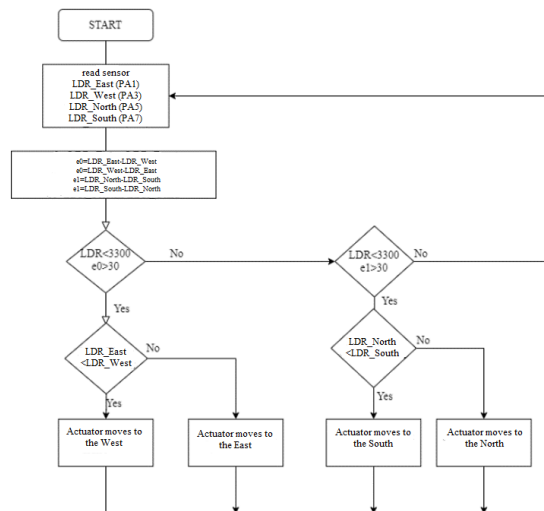 START
read sensor
LDR_East (PA1)
LDR_West (PA3)
LDR_North (PA5)
LDR_South (PA7)
e0=LDR_East-LDR_West
e0=LDR_West-LDR_East
e1=LDR_North-LDR_South
e1=LDR_South-LDR_North
LDR<3300
e0>30
No
LDR<3300
e1>30
No
Yes
Yes
LDR_East
<LDR_West
No
LDR_North
<LDR_South
No
Yes
Yes
Actuator moves to
the West
Actuator moves to
the East
Actuator moves to
the South
Actuator moves to
the North